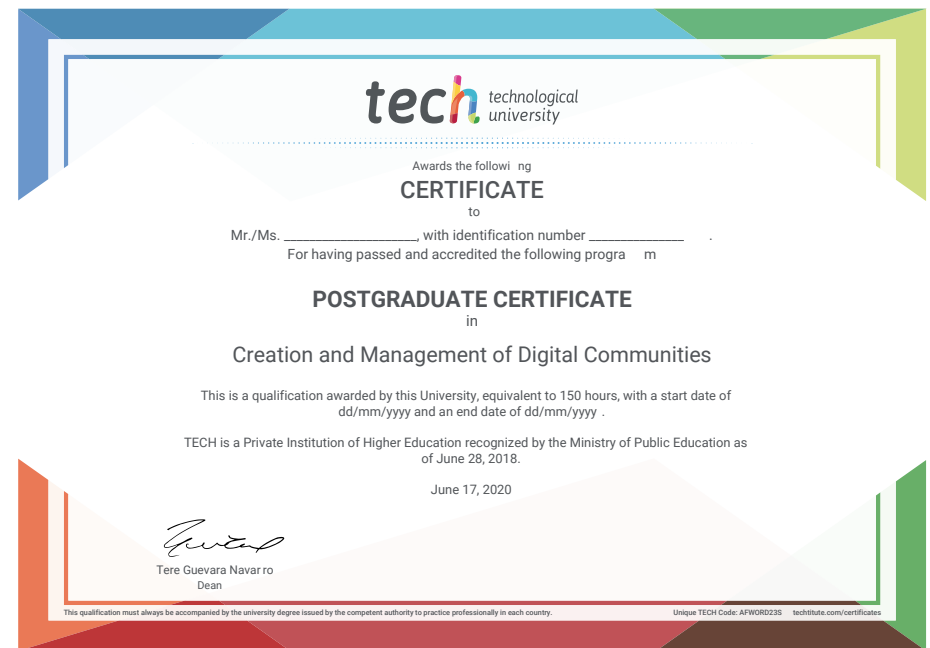 tech technological
university
Awards the followi ng
CERTIFICATE
to
Mr./Ms. ____________________, with identification number ______________ .
For having passed and accredited the following progra m
POSTGRADUATE CERTIFICATE
in
Creation and Management of Digital Communities
This is a qualification awarded by this University, equivalent to 150 hours, with a start date of
dd/mm/yyyy and an end date of dd/mm/yyyy .
TECH is a Private Institution of Higher Education recognized by the Ministry of Public Education as
of June 28, 2018.
June 17, 2020
Tere Guevara Navar ro
Dean
This qualification must always be accompanied by the university degree issued by the competent authority to practice professionally in each country. Unique TECH Code: AFWORD23S techtitute.com/certificates